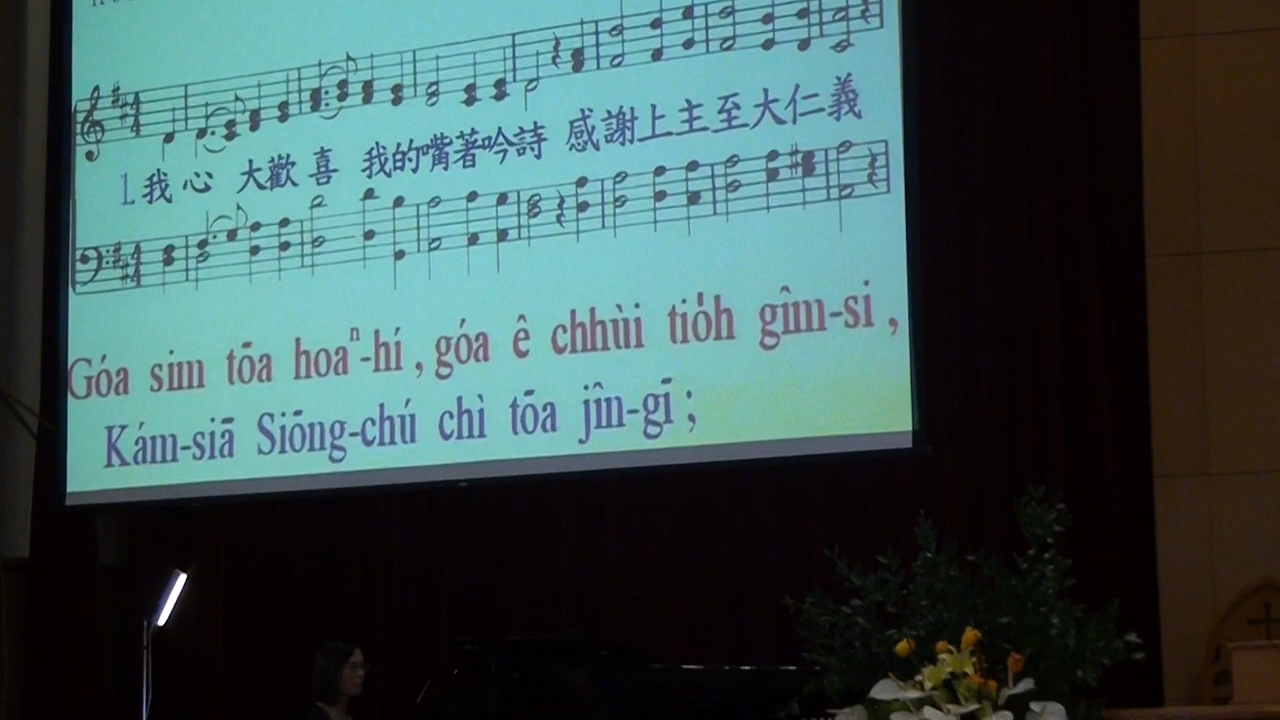 1.我心 大歡喜 我的嘴著吟詩 感謝上主至大仁義
Góa sim tōa hoaⁿ-hí, góa ê chhùi tio̍h gîm-si,
Kám-siā Siōng-chú chì tōa jîn-gī;